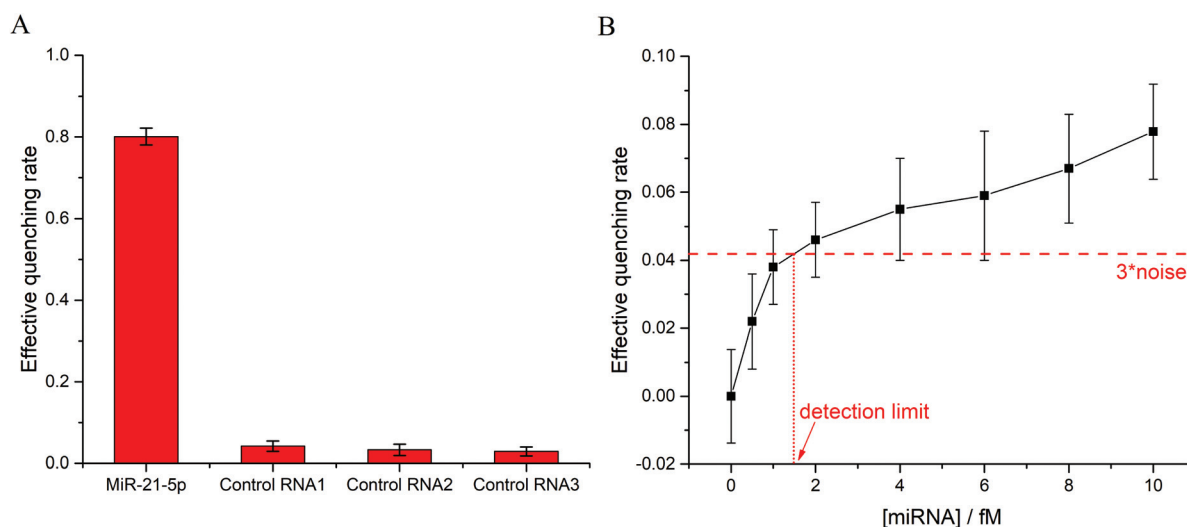 A
Effective quenching rate
1.0
0.8
0.6
0.4
0.2
0.0
MiR-21-5p Control RNA1 Control RNA2 Control RNA3
B
Effective quenching rate
0.10
0.08
0.06
0.04
0.02
0.00
-0.02
3*noise
detection limit
0 2 4 6 8 10
[miRNA] / fM